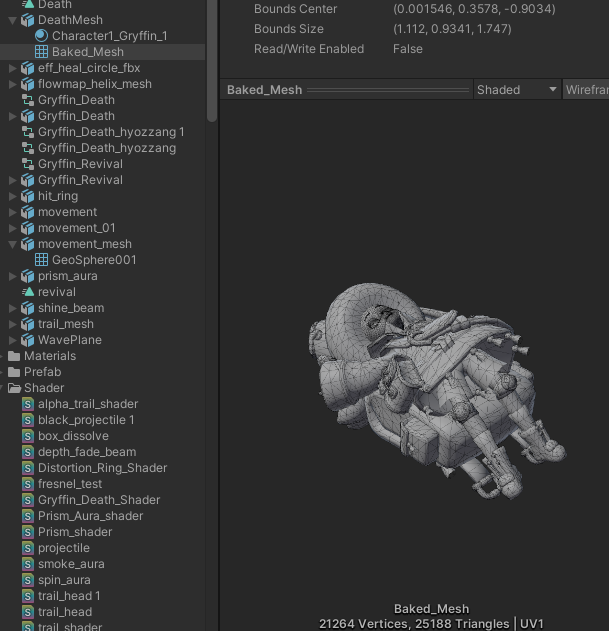 Death
DeathMesh
Character1_Gryffin_1
Baked_Mesh
eff_heal_circle_fbx
flowmap_helix_mesh
Gryffin_Death
Gryffin_Death
Gryffin_Death_hyozzang 1
Gryffin_Death_hyozzang
Gryffin_Revival
Gryffin_Revival
hit_ring
movement
movement_01
movement_mesh
GeoSphere001
prism_aura
revival
shine_beam
trail_mesh
WavePlane
Materials
Prefab
Shader
alpha_trail_shader
black_projectile 1
box_dissolve
depth_fade_beam
Distortion_Ring_Shader
fresnel_test
Gryffin_Death_Shader
Prism_Aura_shader
Prism_shader
projectile
smoke_aura
spin_aura
trail_head 1
trail_head
trail_shader
Bounds Center (0.001546, 0.3578, -0.9034)
Bounds Size (1.112, 0.9341, 1.747)
Read/Write Enabled False
Baked_Mesh Shaded Wirefra
Baked_Mesh
21264 Vertices, 25188 Triangles | UV1